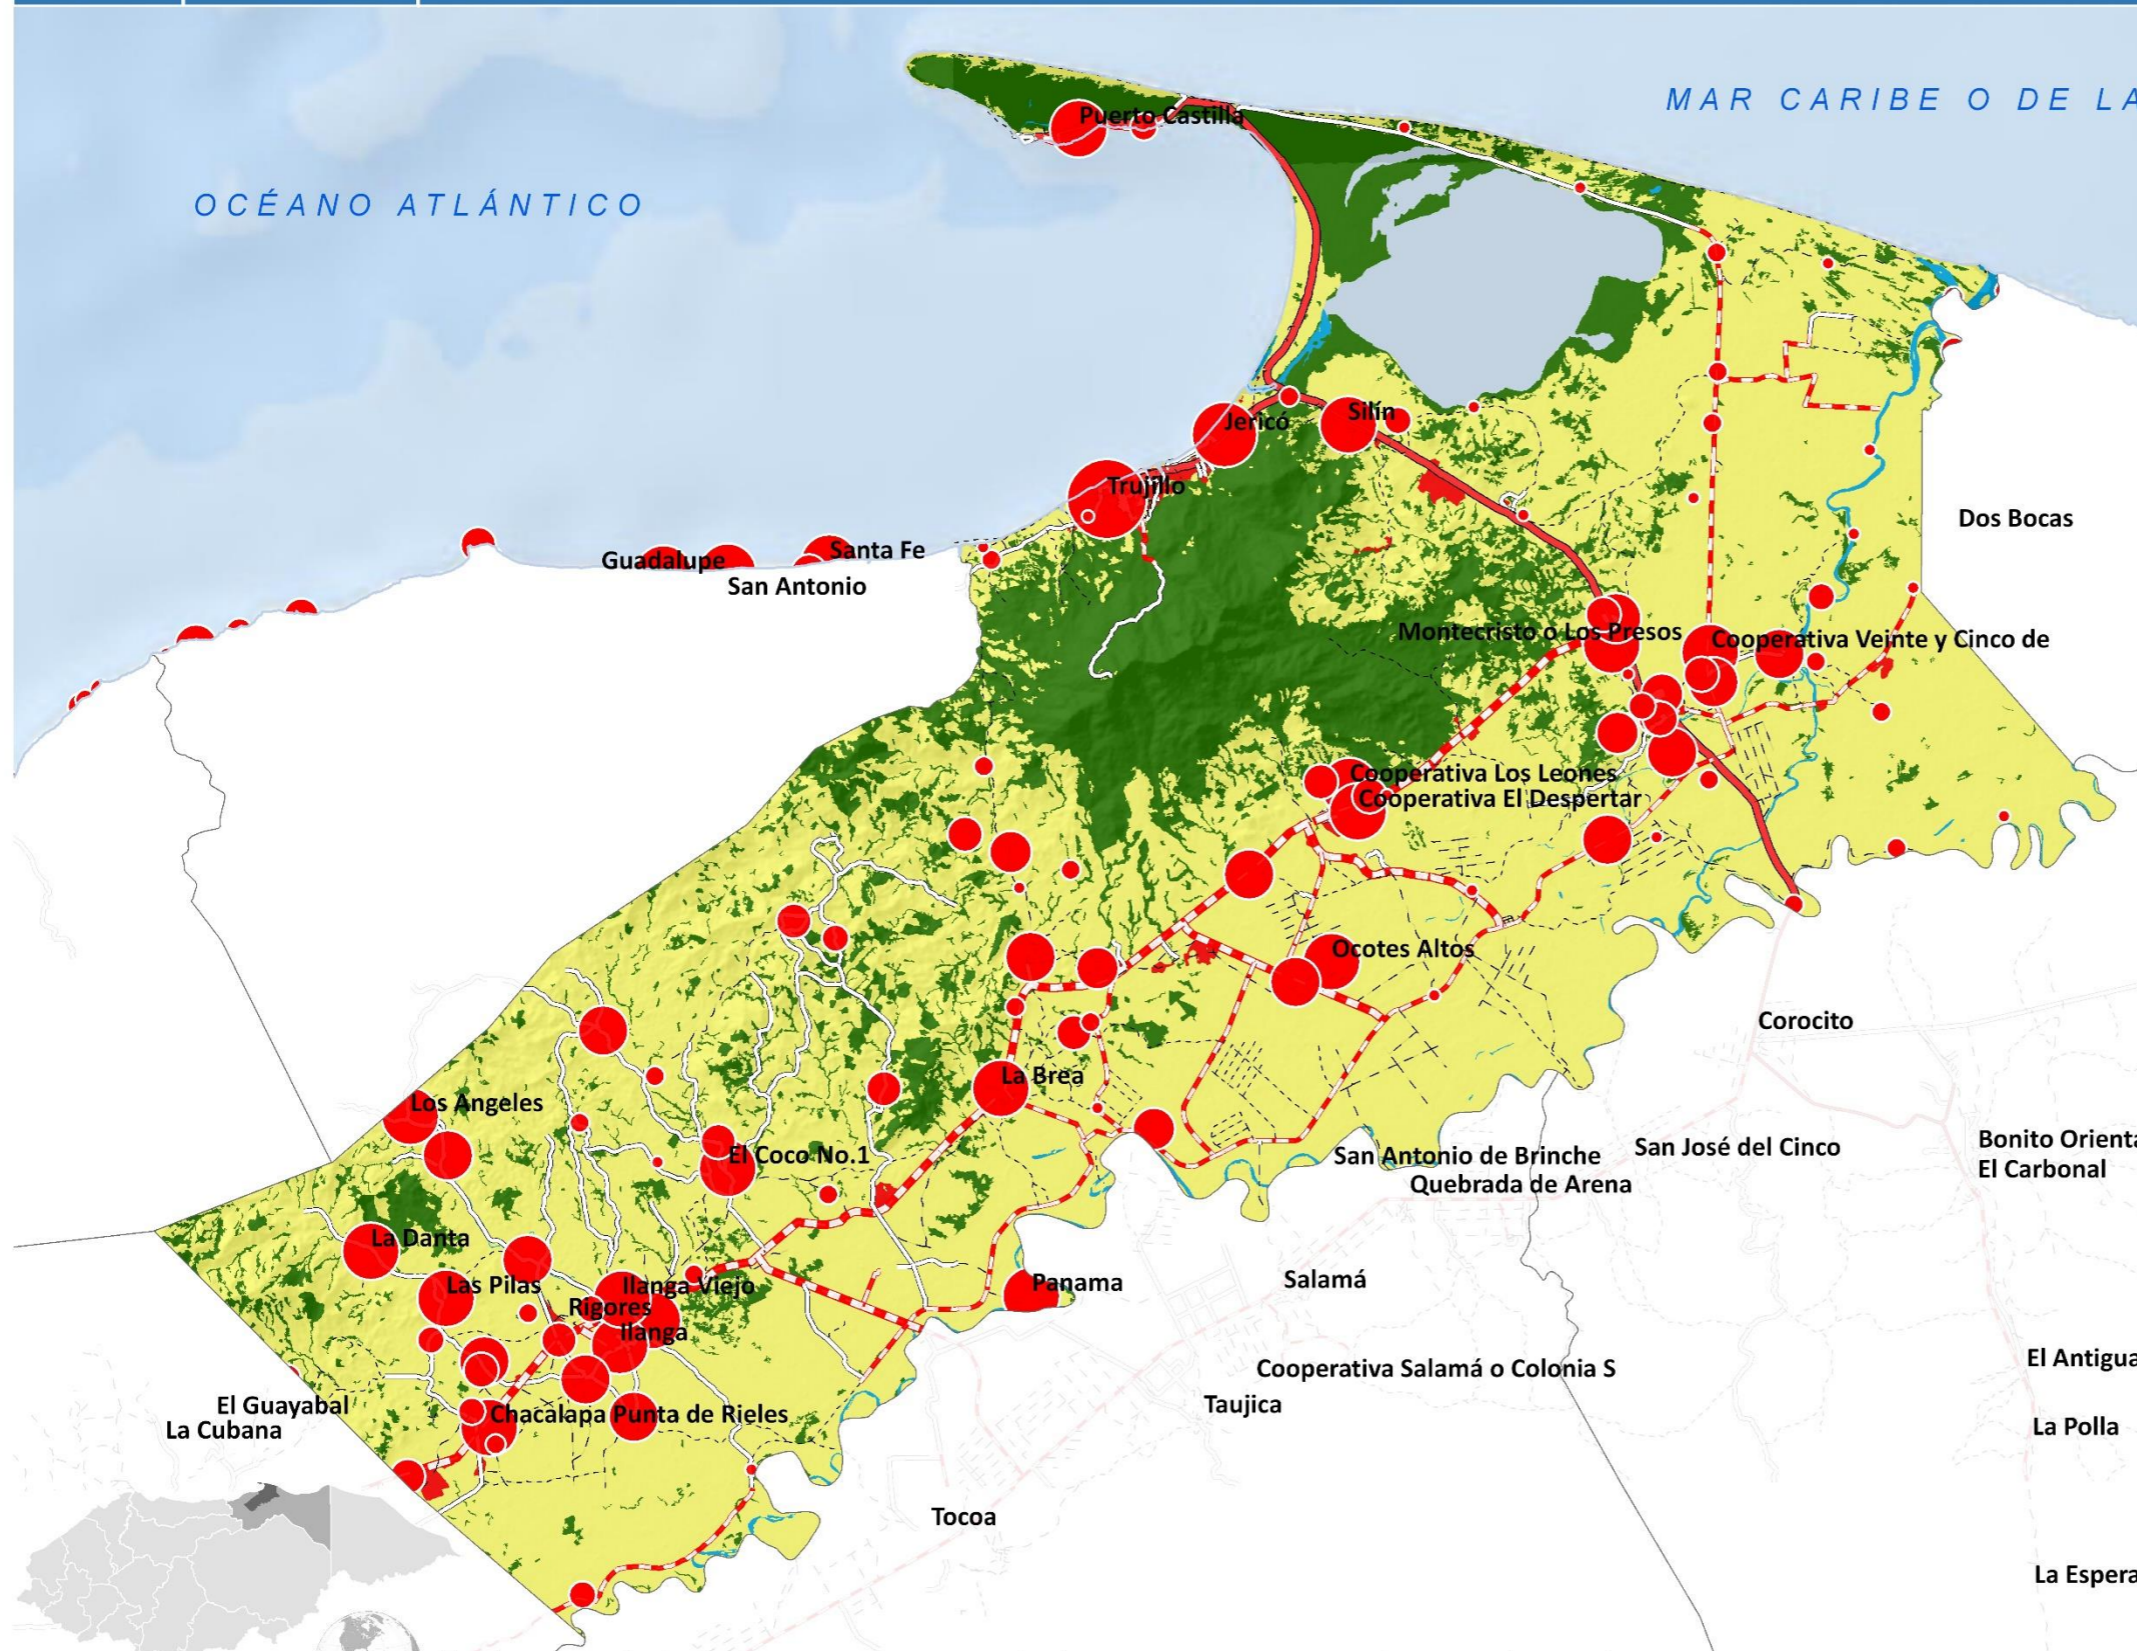 MAR CARIBE O DE LA
Puerto Castilla
OCÉANO ATLÁNTICO
Jericó
Silín
Trujillo
Dos Bocas
Santa Fe
Guadalupe
San Antonio
Montecristo o Los Presos
Cooperativa Veinte y Cinco de
Cooperativa Los Leones
Cooperativa El Despertar
Ocotes Altos
Corocito
La Brea
Los Angeles
Bonito Orienta
San José del Cinco
El Coco No.1
San Antonio de Brinche
El Carbonal
Quebrada de Arena
La Danta
Salamá
Panama
Las Pilas
Ilanga Viejo
Rigores
Ilanga
El Antigua
Cooperativa Salamá o Colonia S
El Guayabal
Taujica
Chacalapa
Punta de Rieles
La Polla
La Cubana
Tocoa
La Espera